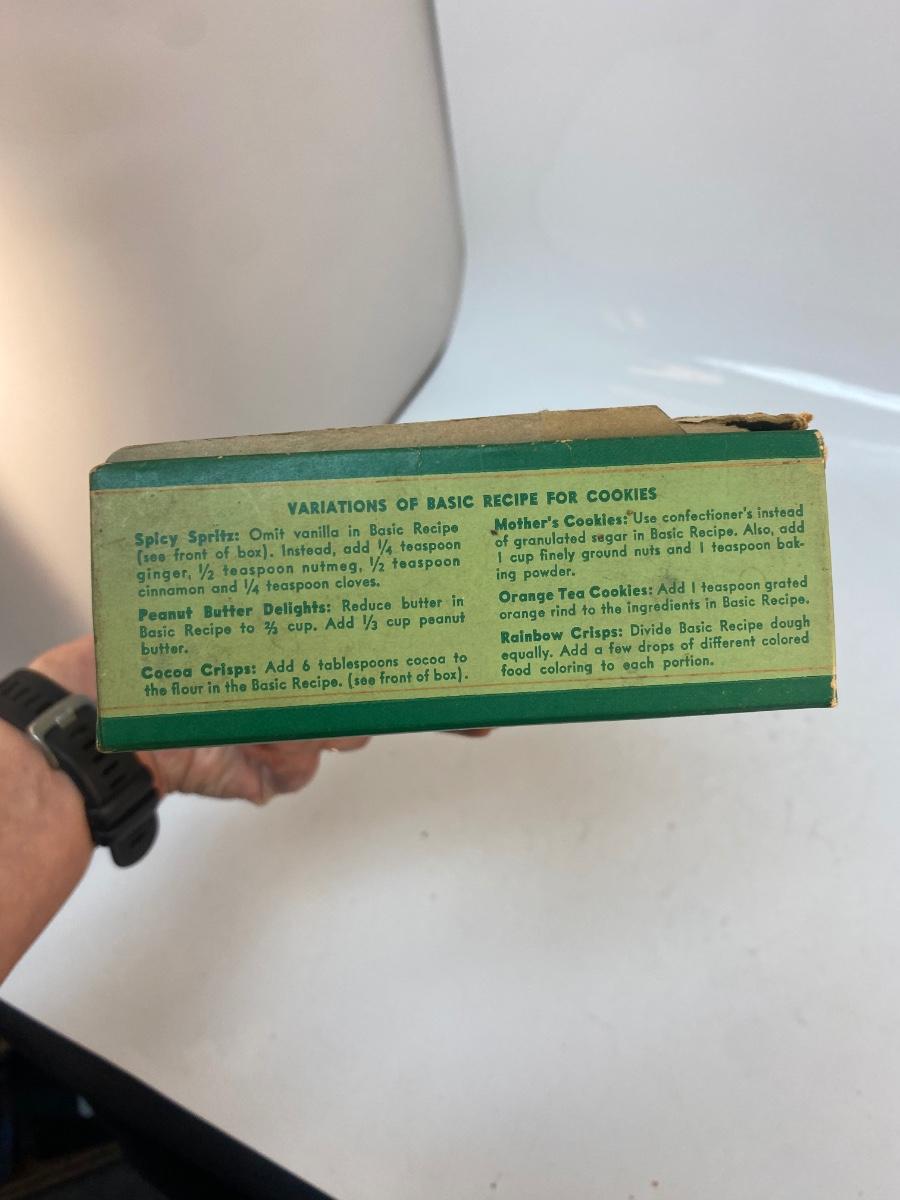 VARIATIONS OF BASIC RECIPE FOR COOKIES
Spicy Spritz: Omit vanilla in Basic Recipe
(see front of box). Instead, add 1/4 teaspoon
ginger, 1/2 teaspoon nutmeg, 1/2 teaspoon
cinnamon and 1/4 teaspoon cloves.
Peanut Butter Delights: Reduce butter in
Basic Recipe to 2/3 cup. Add 1/3 cup peanut
butter.
Cocoa Crisps: Add 6 tablespoons cocoa to
the flour in the Basic Recipe. (see front of box).
Mother's Cookies: Use confectioner's instead
of granulated sugar in Basic Recipe. Also, add
1 cup finely ground nuts and 1 teaspoon bak-
ing powder.
Orange Tea Cookies: Add 1 teaspoon grated
orange rind to the ingredients in Basic Recipe.
Rainbow Crisps: Divide Basic Recipe dough
equally. Add a few drops of different colored
food coloring to each portion.